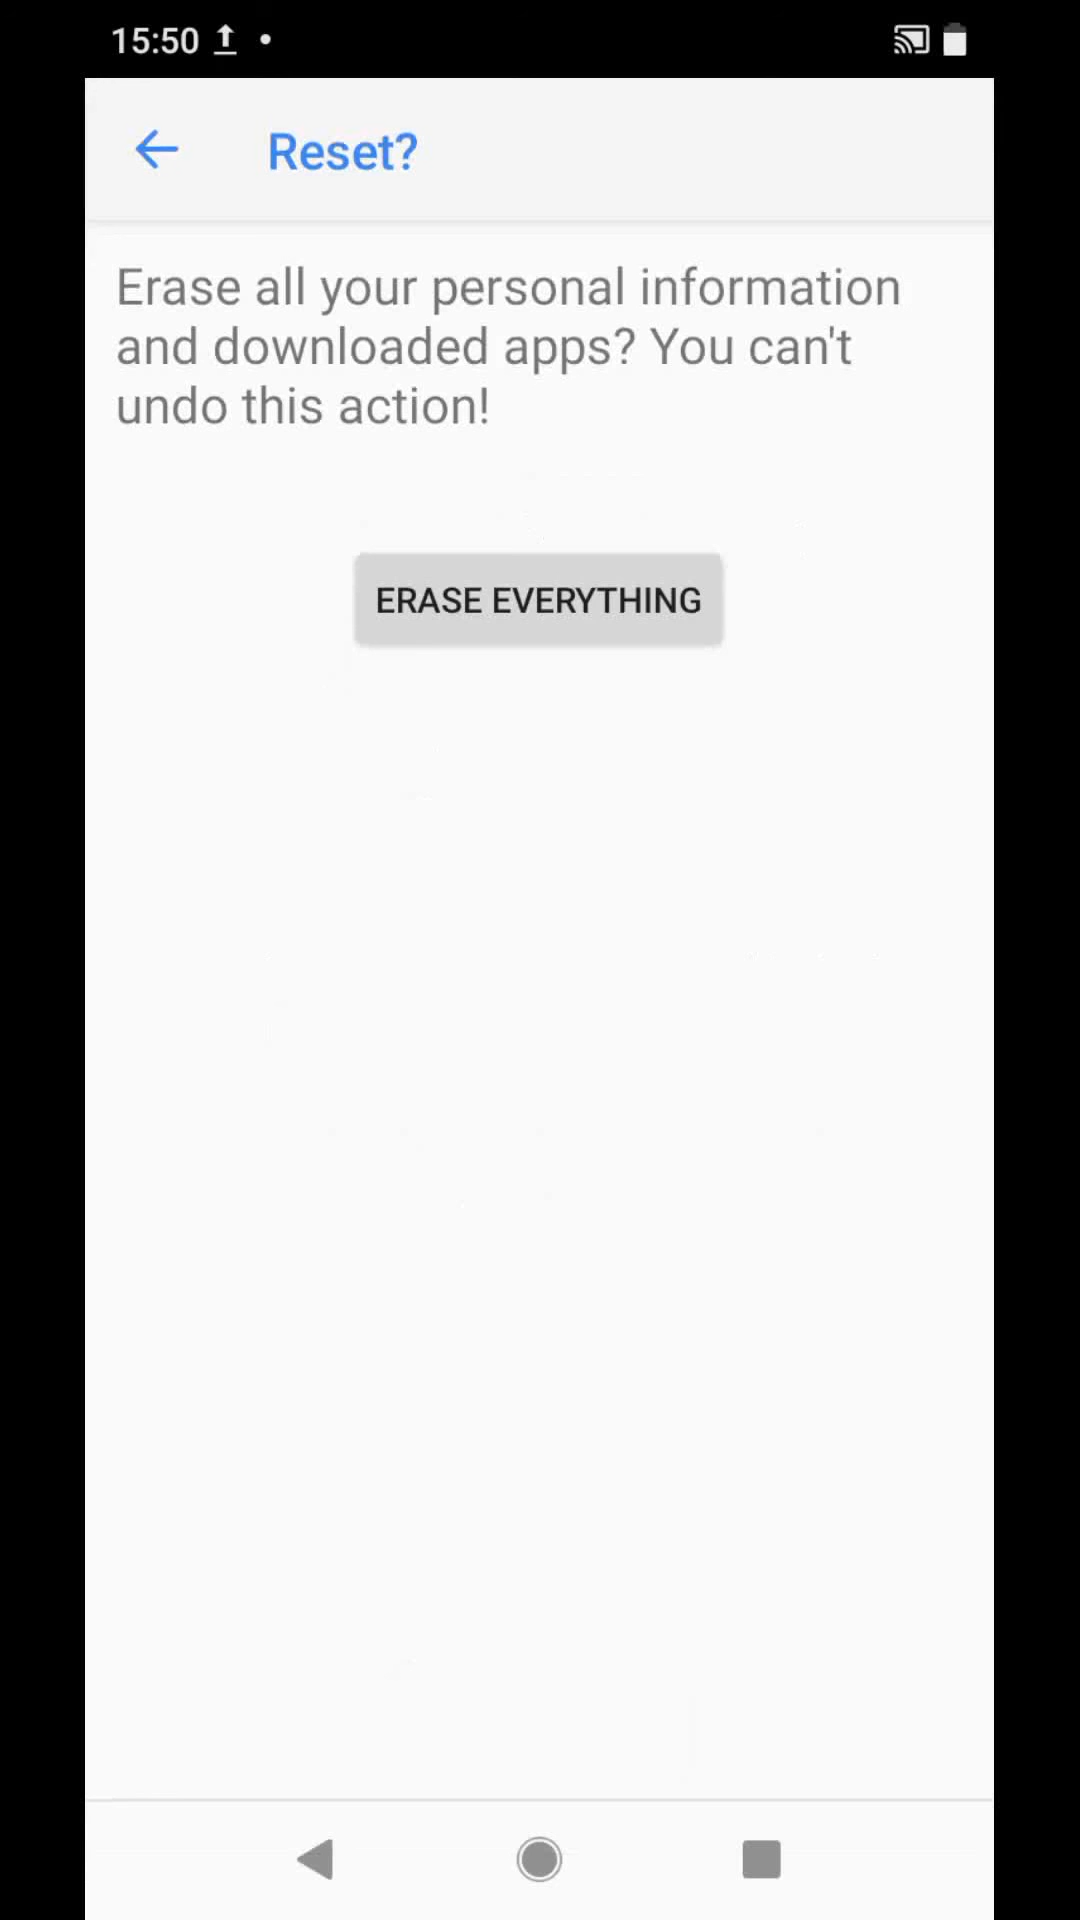 15:50
Reset?
Erase all your personal information
and downloaded apps? You can't
undo this action!
ERASE EVERYTHING